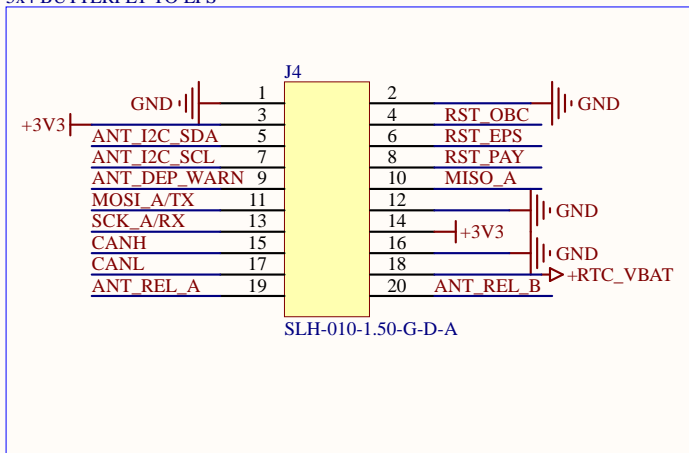 J4
GND 1 2 GND
+3V3 3 4 RST_OBC
ANT_I2C_SDA 5 6 RST_EPS
ANT_I2C_SCL 7 8 RST_PAY
ANT_DEP_WARN 9 10 MISO_A
MOSI_A/TX 11 12 GND
SCK_A/RX 13 14 +3V3
CANH 15 16 GND
CANL 17 18 +RTC_VBAT
ANT_REL_A 19 20 ANT_REL_B
SLH-010-1.50-G-D-A